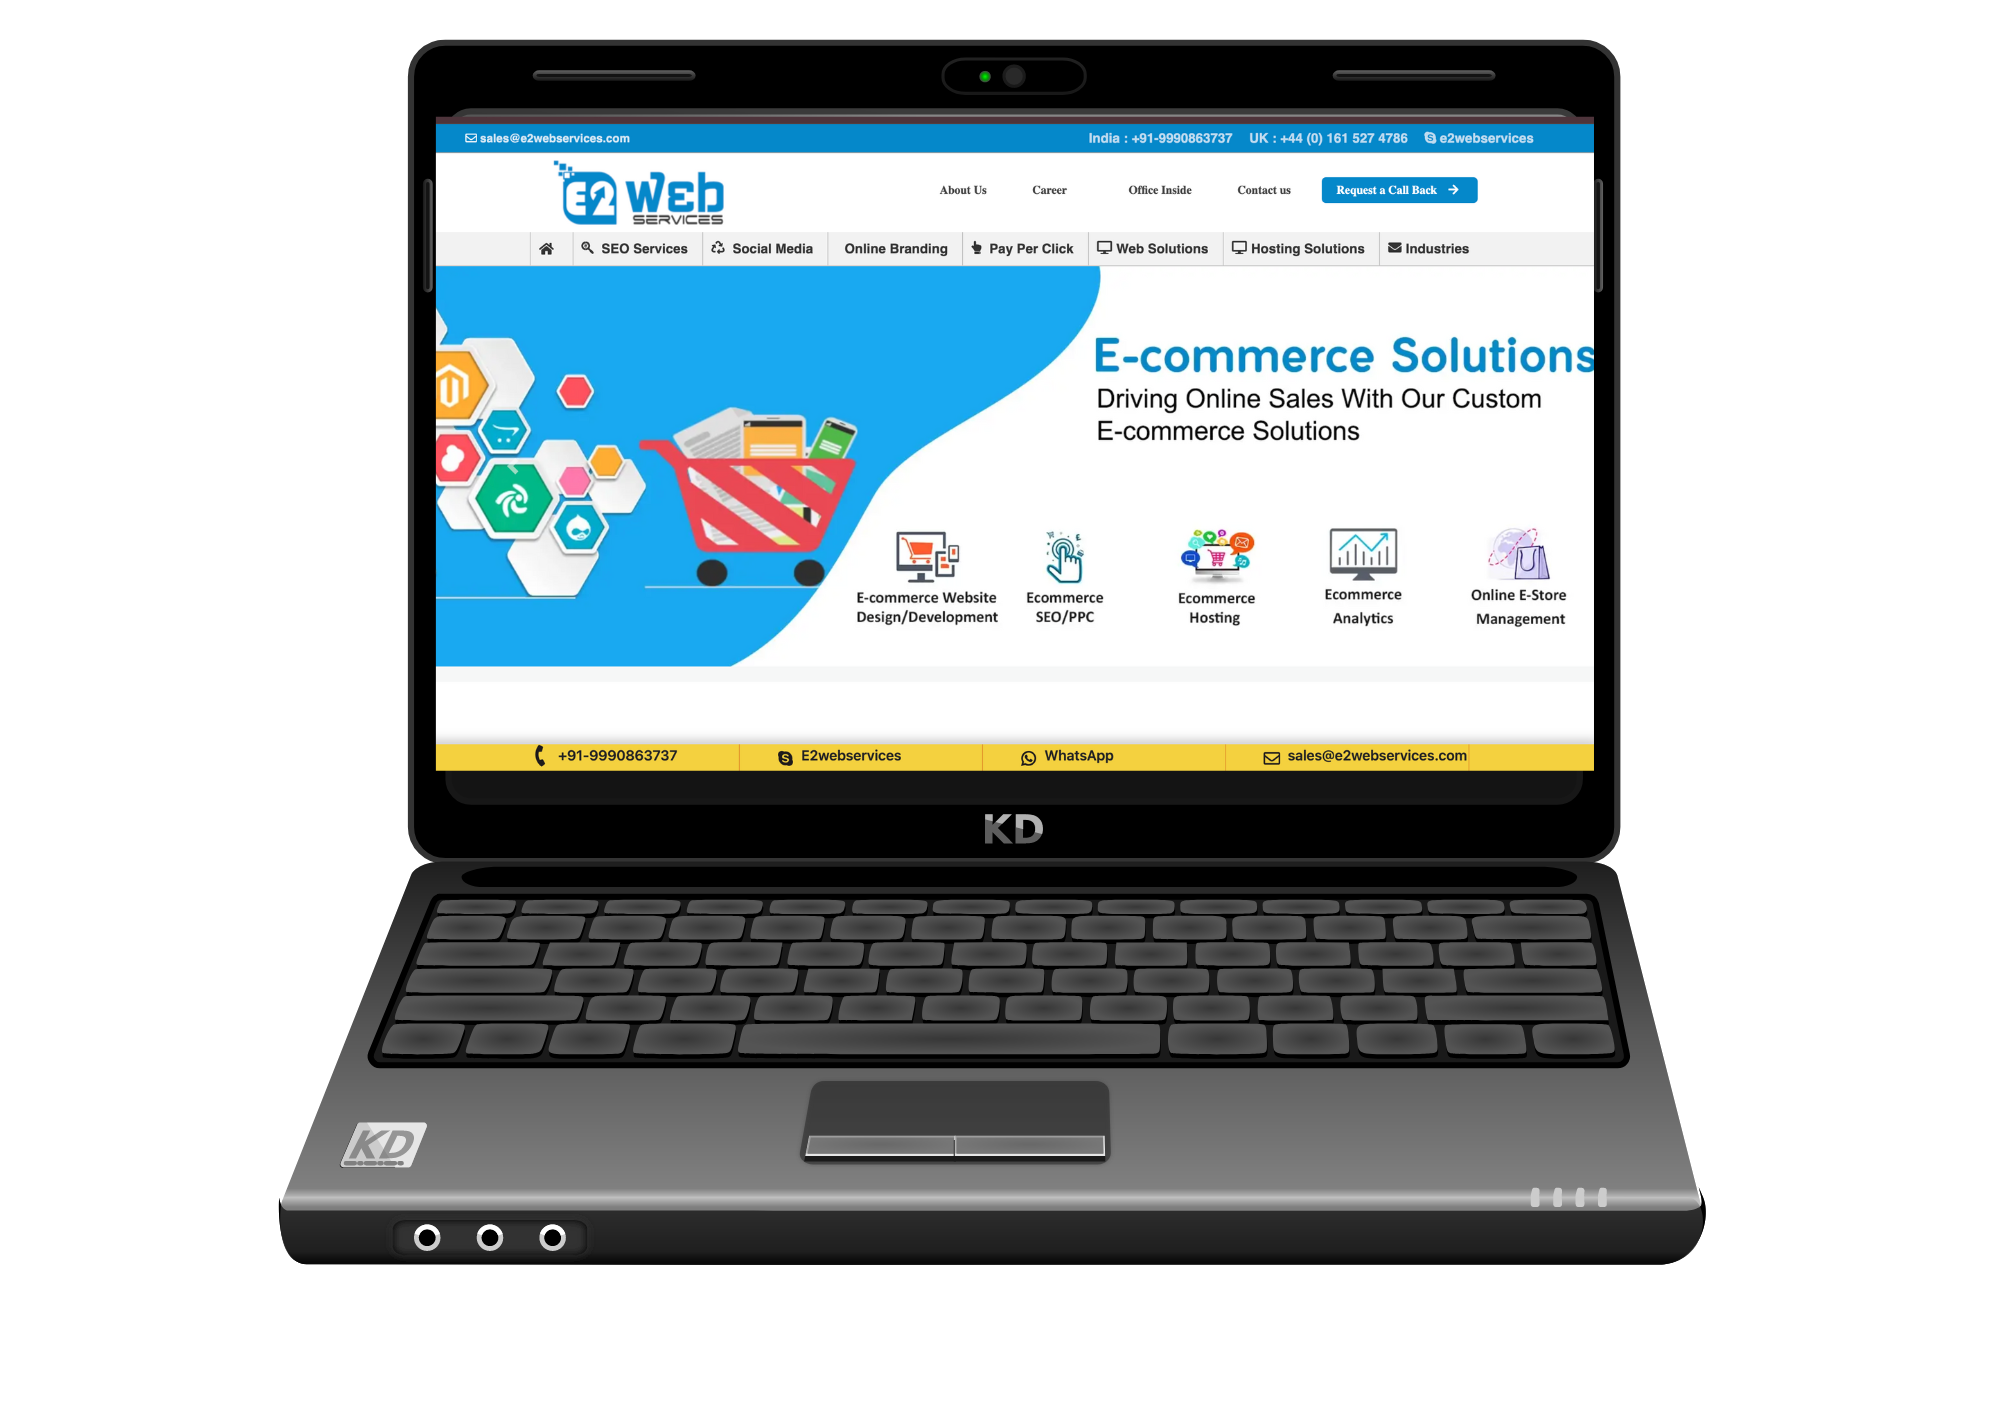 sales@e2webservices.com
India : +91-9990863737 UK : +44 (0) 161 527 4786 e2webservices
E2 Web
SERVICES
About Us Career Office Inside Contact us Request a Call Back
SEO Services Social Media Online Branding Pay Per Click Web Solutions Hosting Solutions Industries
E-commerce Solutions
Driving Online Sales With Our Custom
E-commerce Solutions
E-commerce Website
Design/Development
Ecommerce
SEO/PPC
Ecommerce
Hosting
Ecommerce
Analytics
Online E-Store
Management
+91-9990863737 E2webservices WhatsApp sales@e2webservices.com
KD
KD